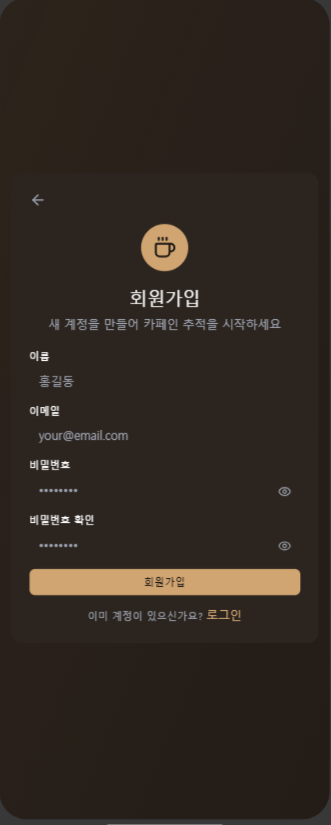 회원가입
새 계정을 만들어 카페인 추적을 시작하세요
이름
홍길동
이메일
your@email.com
비밀번호
••••••••
비밀번호 확인
••••••••
회원가입
이미 계정이 있으신가요? 로그인